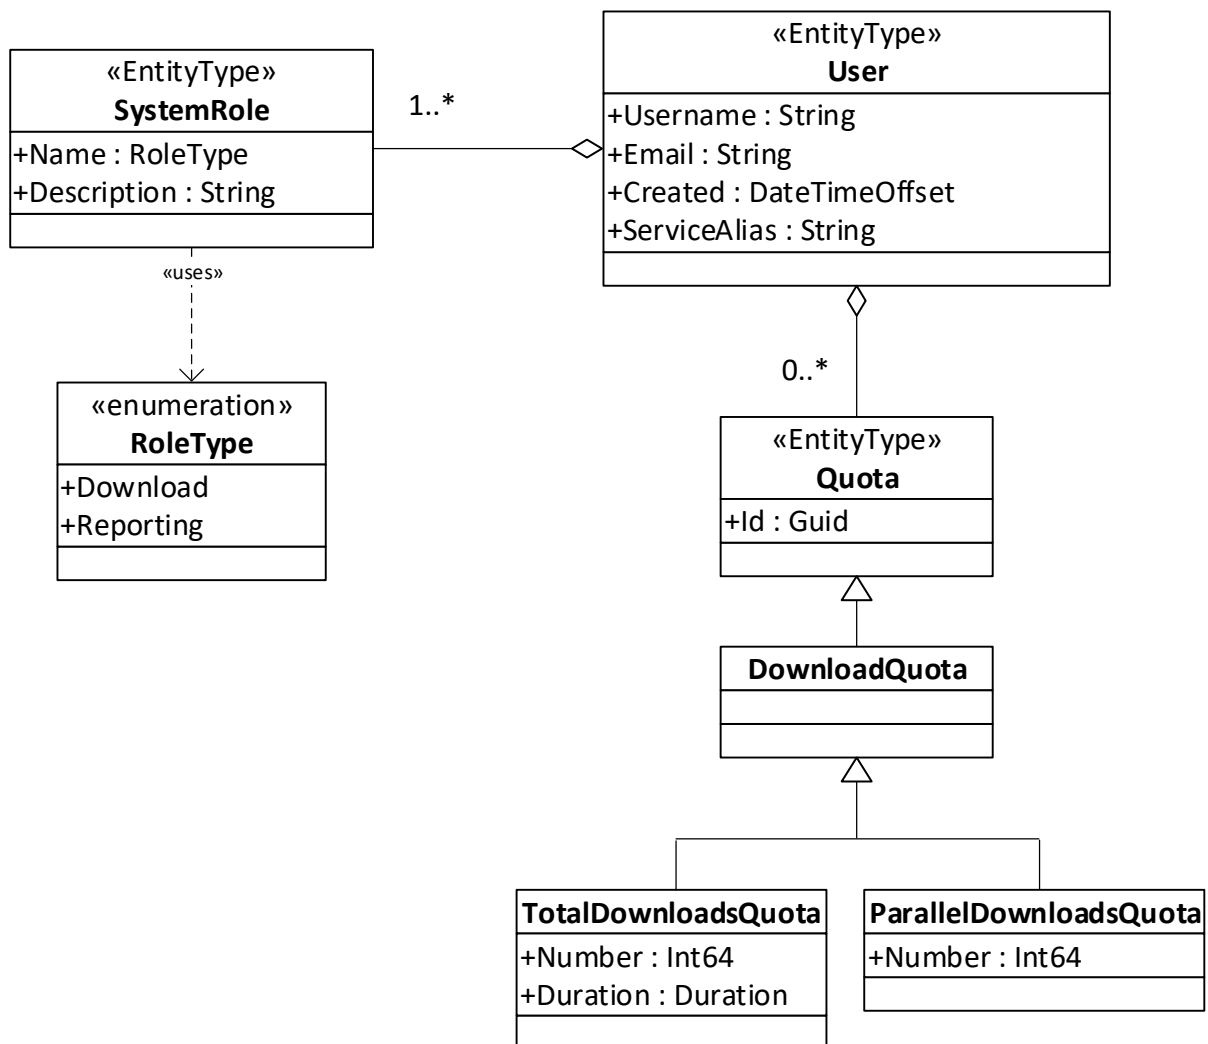 «EntityType»
SystemRole
+Name : RoleType
+Description : String
1..*
«EntityType»
User
+Username : String
+Email : String
+Created : DateTimeOffset
+ServiceAlias : String
«uses»
«enumeration»
RoleType
+Download
+Reporting
0..*
«EntityType»
Quota
+Id : Guid
DownloadQuota
TotalDownloadsQuota
+Number : Int64
+Duration : Duration
ParallelDownloadsQuota
+Number : Int64